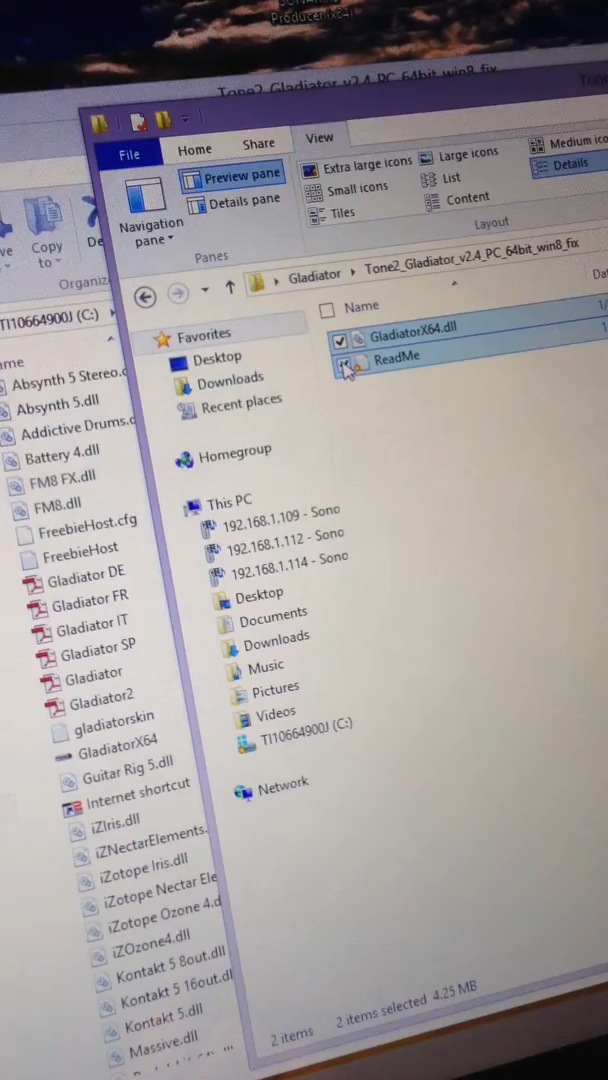 Producer (x64)
Tone2_Gladiator_v2.4_PC_64bit_win8_fix
File
Home
Share
View
Preview pane
Details pane
Navigation
pane
Panes
Extra large icons
Large icons
Medium ico
Small icons
List
Details
Tiles
Content
Layout
Copy
to
De
Organiz
TI10664900J (C:)
Gladiator
Tone2_Gladiator_v2.4_PC_64bit_win8_fix
Name
Da
GladiatorX64.dll
ReadMe
Favorites
Desktop
Downloads
Recent places
Homegroup
This PC
192.168.1.109 - Sono
192.168.1.112 - Sono
192.168.1.114 - Sono
Desktop
Documents
Downloads
Music
Pictures
Videos
TI10664900J (C:)
Network
2 items
2 items selected 4.25 MB
ame
Absynth 5 Stereo.
Absynth 5.dll
Addictive Drums.
Battery 4.dll
FM8 FX.dll
FM8.dll
FreebieHost.cfg
FreebieHost
Gladiator DE
Gladiator FR
Gladiator IT
Gladiator SP
Gladiator
Gladiator2
gladiatorskin
GladiatorX64
Guitar Rig 5.dll
Internet shortcut
iZIris.dll
iZNectarElements.
iZotope Iris.dll
iZotope Nectar Ele
iZotope Ozone 4.d
iZOzone4.dll
Kontakt 5 8out.dll
Kontakt 5 16out.dll
Kontakt 5.dll
Massive.dll